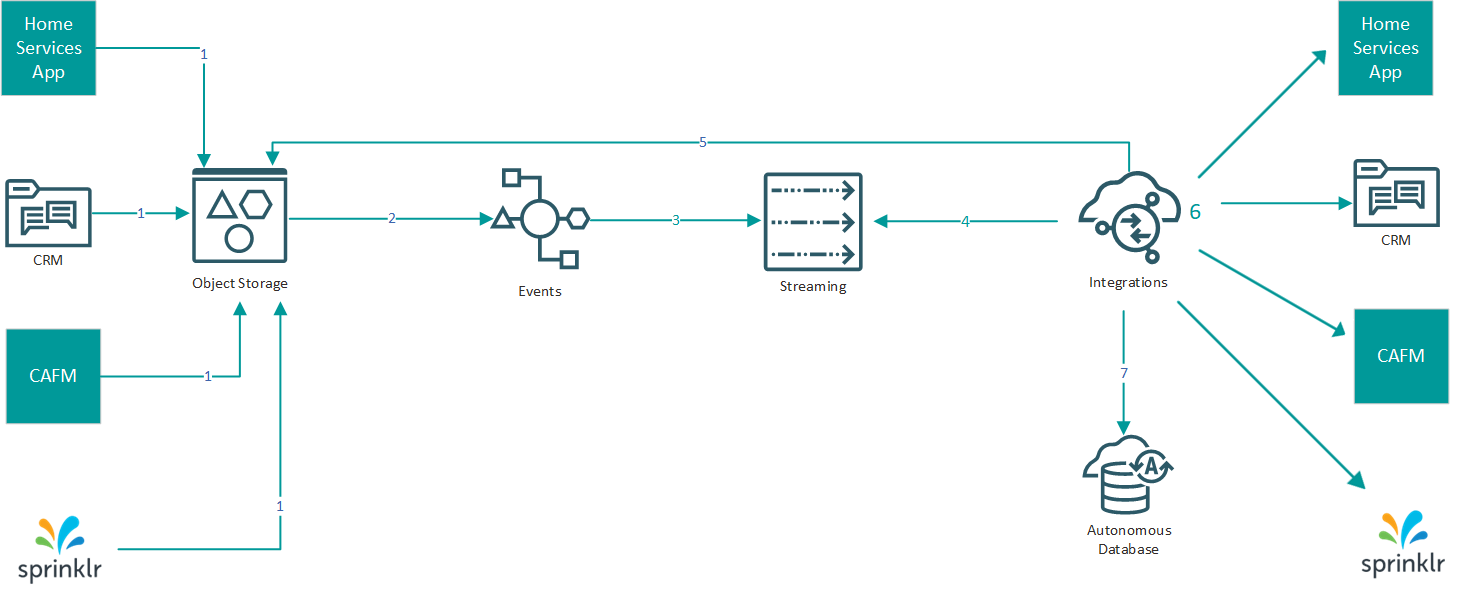 Home
Services
App
1
CRM
1
Object Storage
CAFM
1
sprinklr
1
2
Events
3
Streaming
5
4
Integrations
6
7
A
Autonomous
Database
Home
Services
App
CRM
CAFM
sprinklr